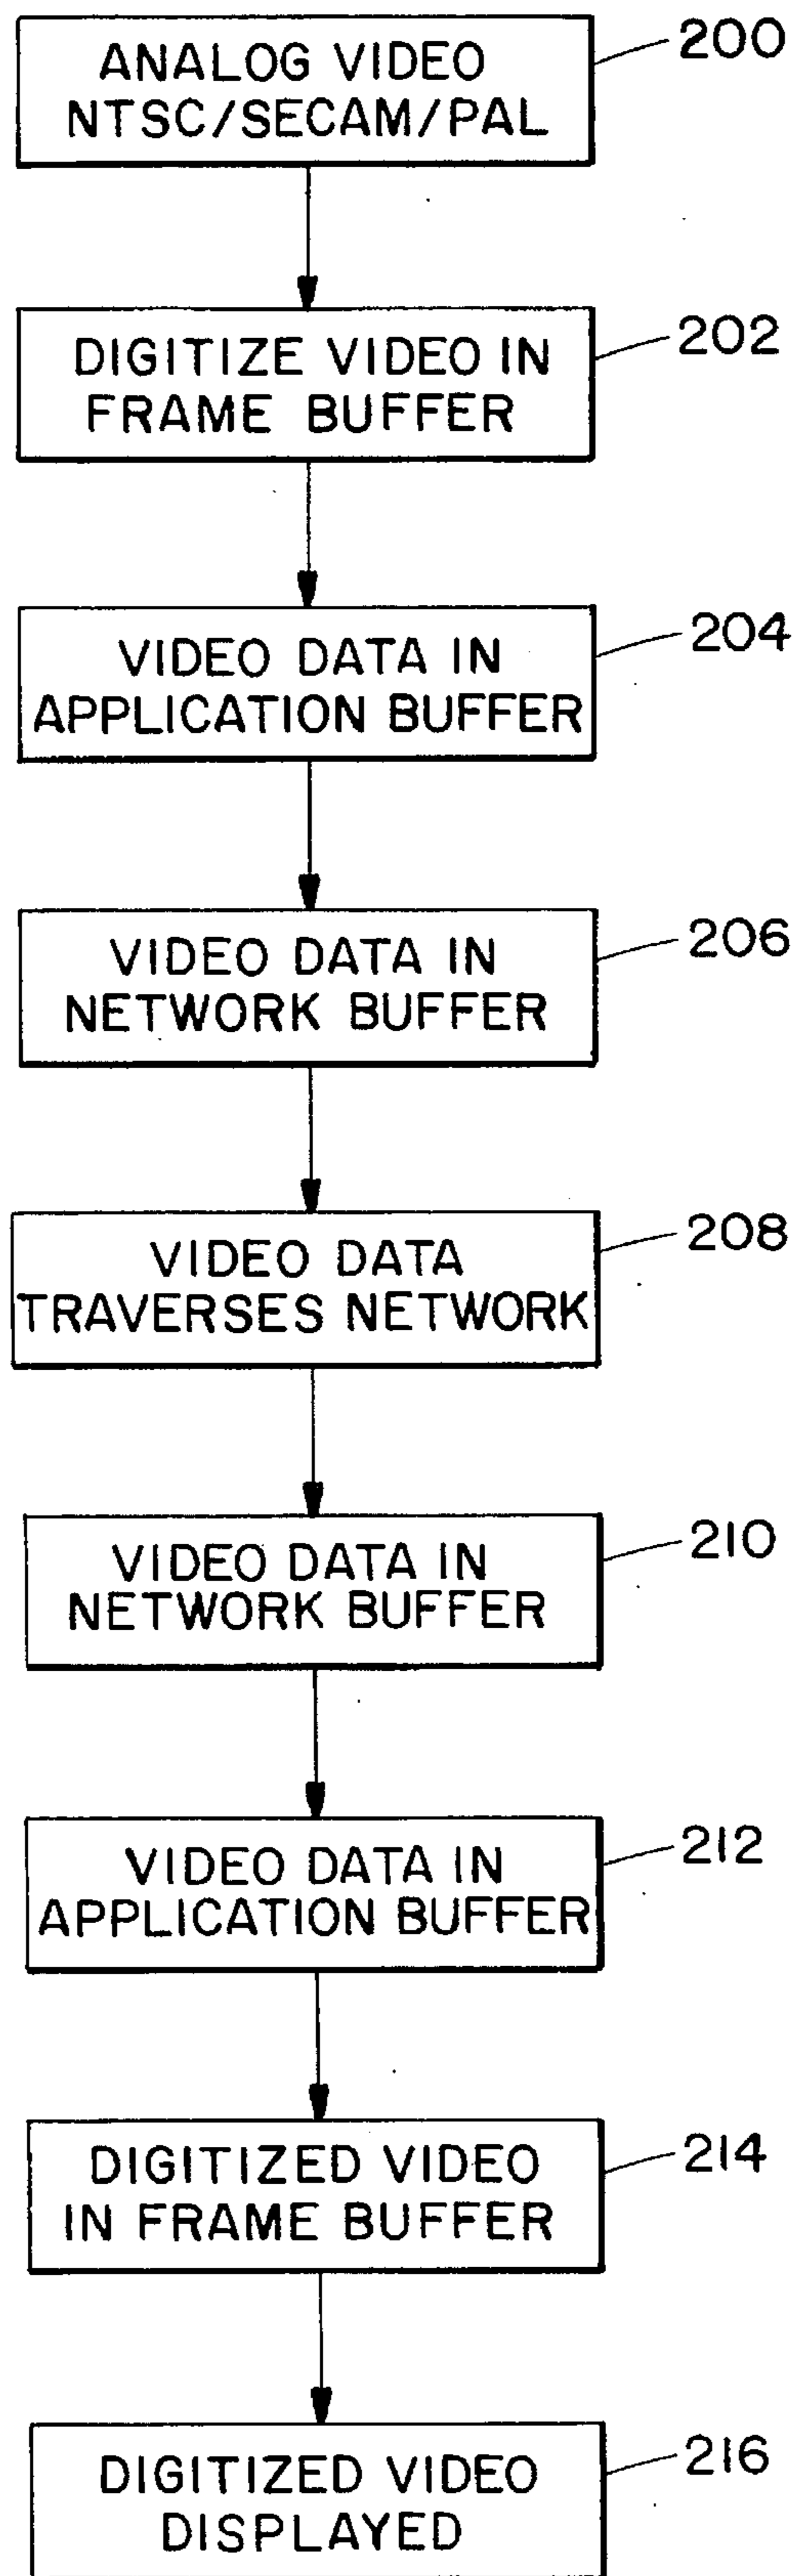 ANALOG VIDEO
NTSC/SECAM/PAL
200
DIGITIZE VIDEO IN
FRAME BUFFER
202
VIDEO DATA IN
APPLICATION BUFFER
204
VIDEO DATA IN
NETWORK BUFFER
206
VIDEO DATA
TRAVERSES NETWORK
208
VIDEO DATA IN
NETWORK BUFFER
210
VIDEO DATA IN
APPLICATION BUFFER
212
DIGITIZED VIDEO
IN FRAME BUFFER
214
DIGITIZED VIDEO
DISPLAYED
216